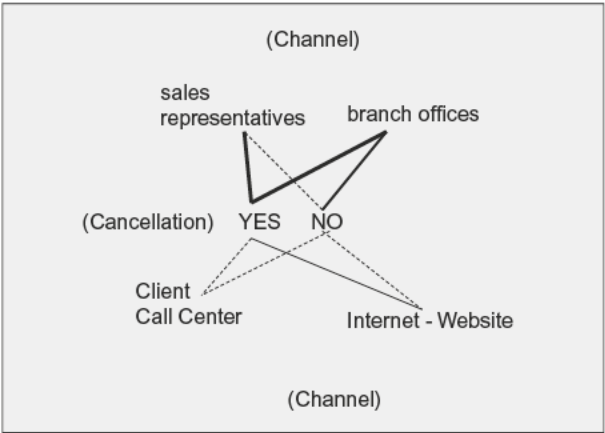 (Channel)
sales
representatives
branch offices
(Cancellation) YES NO
Client
Call Center
Internet - Website
(Channel)